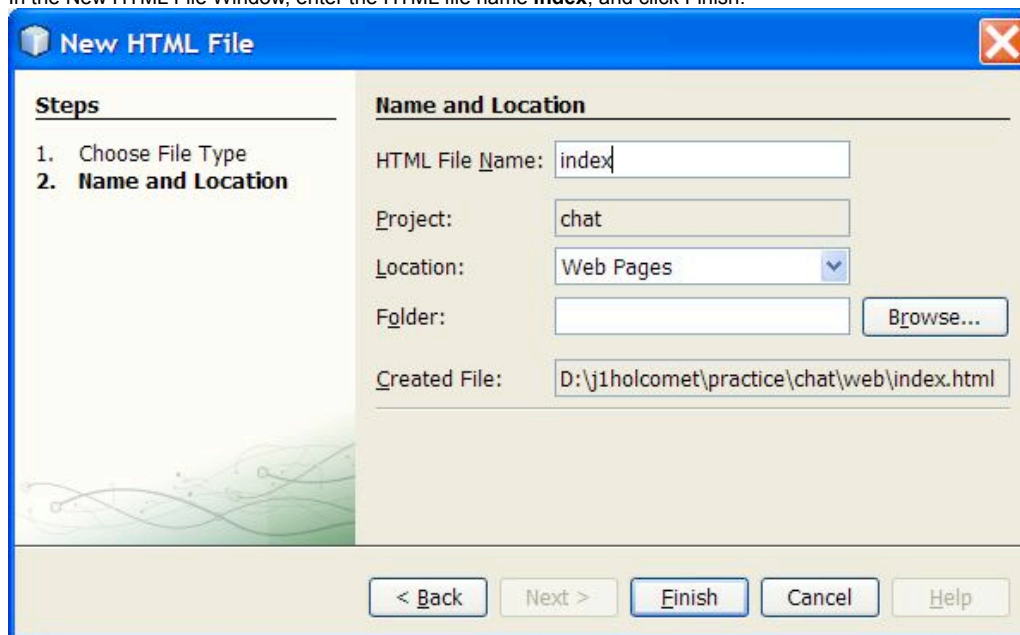 In the New HTML File Window, enter the HTML file name index, and click Finish.
New HTML File
Steps
1. Choose File Type
2. Name and Location
Name and Location
HTML File Name: index
Project: chat
Location: Web Pages
Folder: Browse...
Created File: D:\j1holcomet\practice\chat\web\index.html
< Back Next > Finish Cancel Help